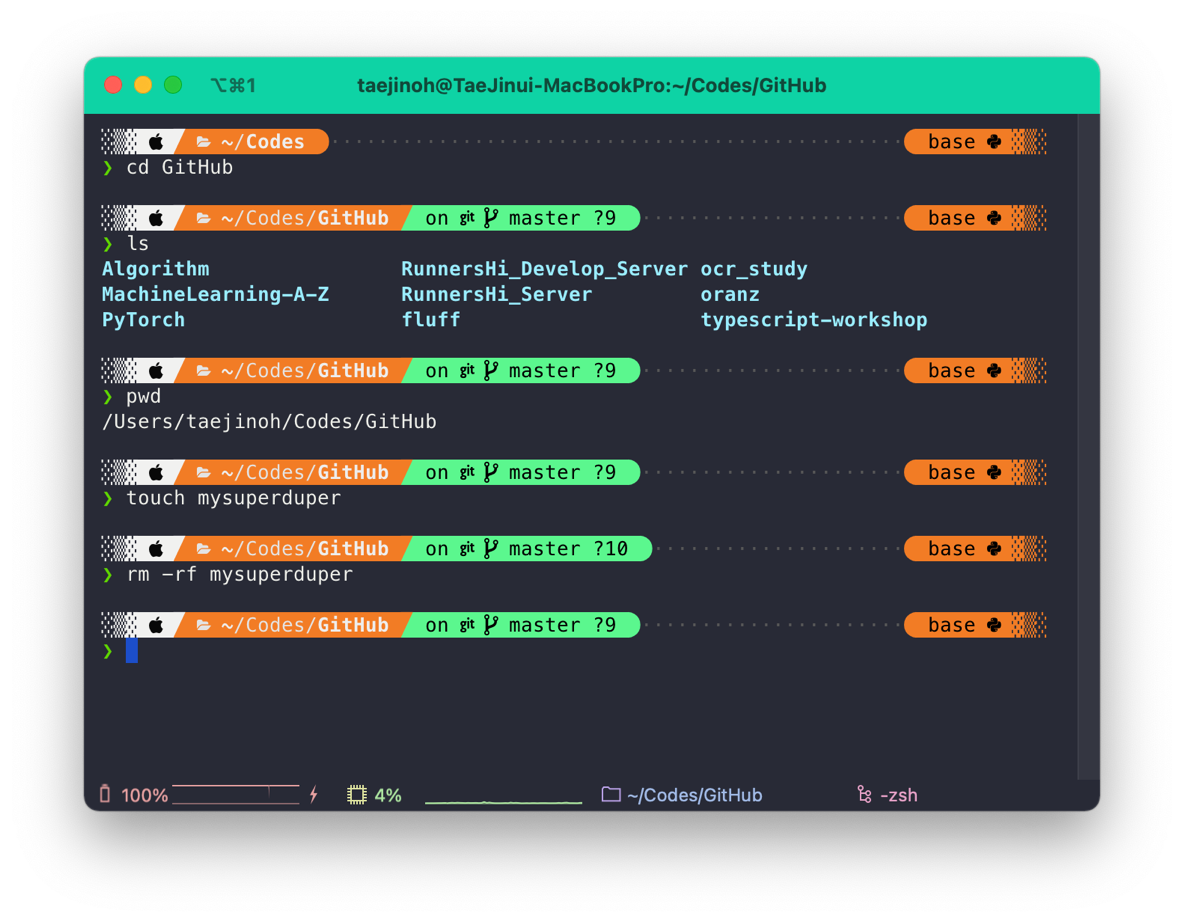 ⌥⌘1 taejinoh@TaeJinui-MacBookPro:~/Codes/GitHub
~/Codes base
❯ cd GitHub
~/Codes/GitHub on git master ?9 base
❯ ls
Algorithm RunnersHi_Develop_Server ocr_study
MachineLearning-A-Z RunnersHi_Server oranz
PyTorch fluff typescript-workshop
~/Codes/GitHub on git master ?9 base
❯ pwd
/Users/taejinoh/Codes/GitHub
~/Codes/GitHub on git master ?9 base
❯ touch mysuperduper
~/Codes/GitHub on git master ?10 base
❯ rm -rf mysuperduper
~/Codes/GitHub on git master ?9 base
❯
100% 4% ~/Codes/GitHub -zsh